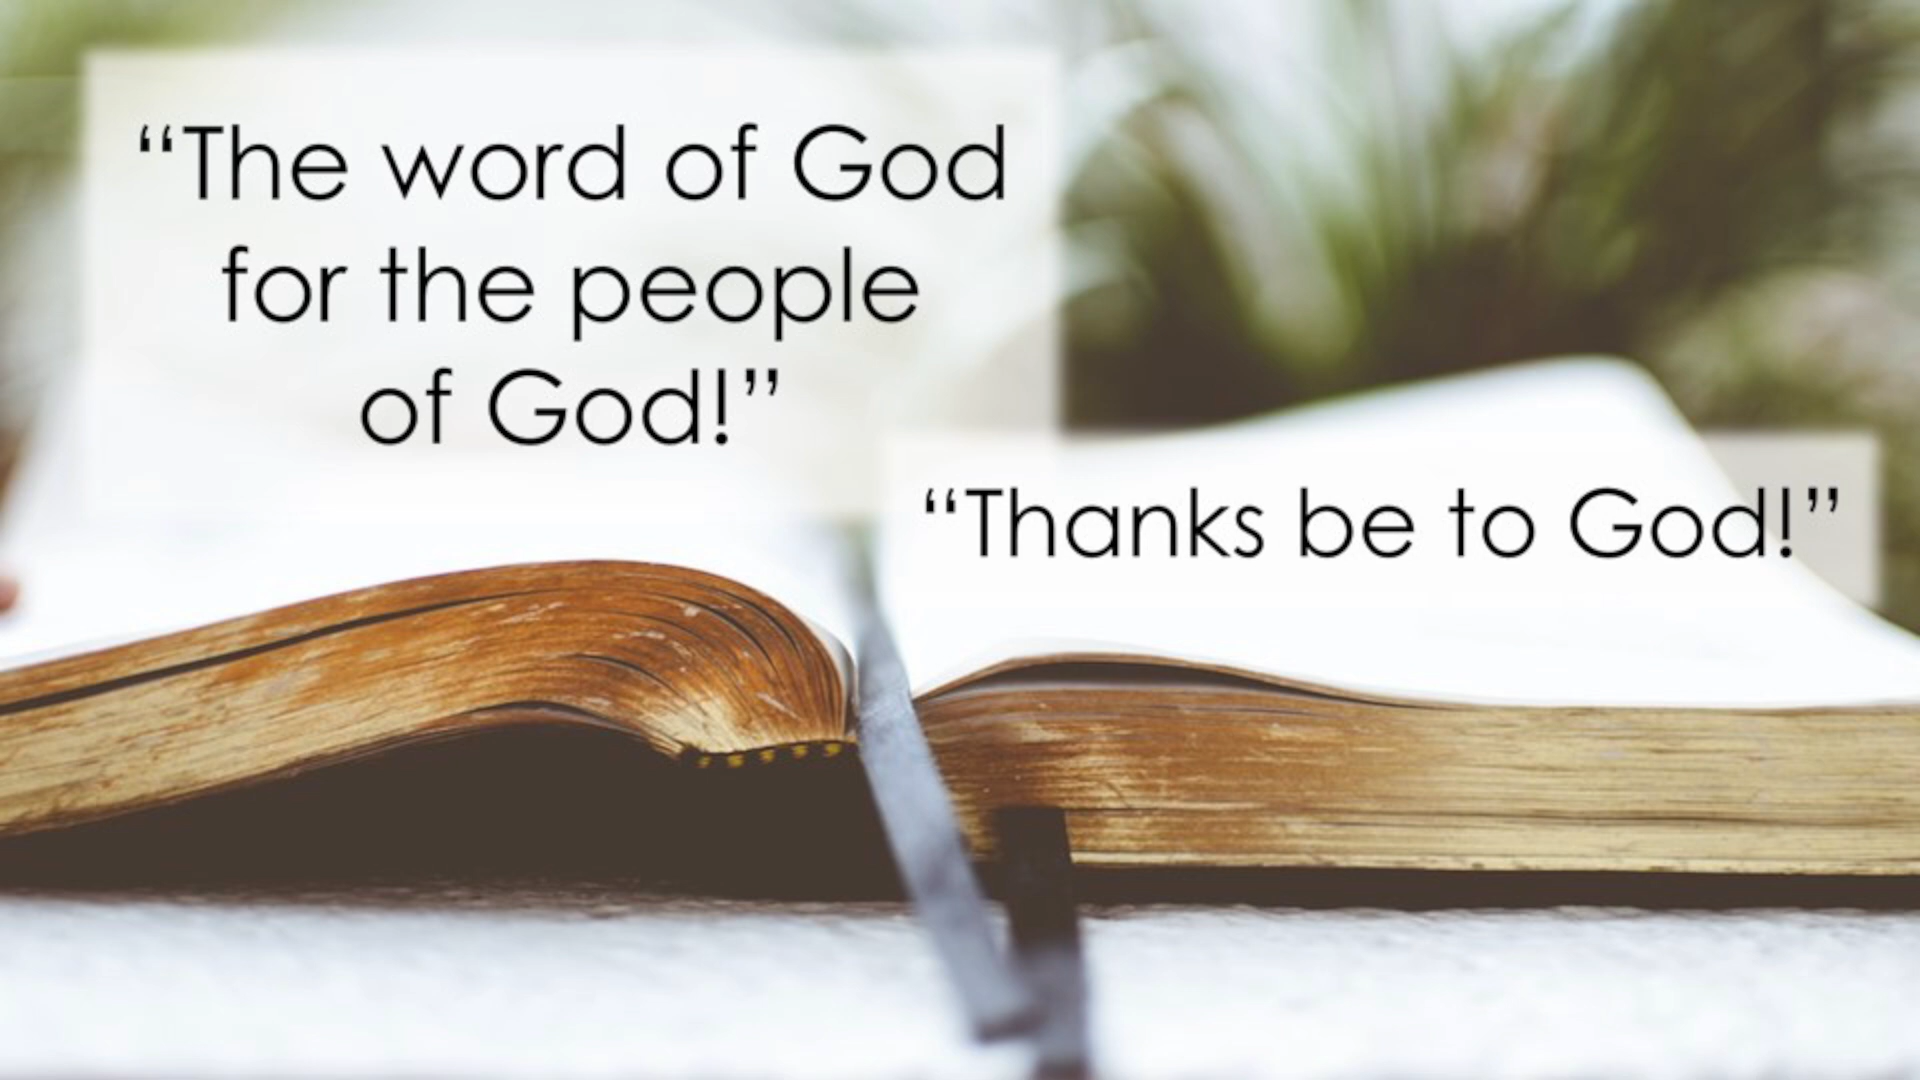 “The word of God
for the people
of God!”
“Thanks be to God!”